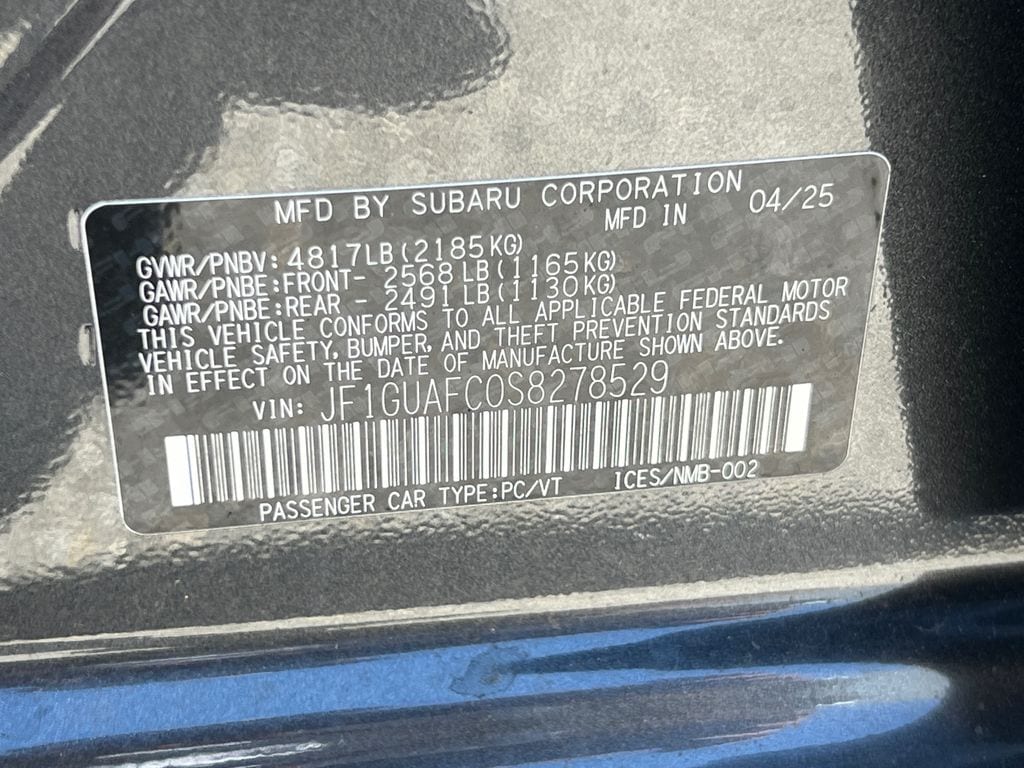 MFD BY SUBARU CORPORATION
MFD IN 04/25
GVWR/PNBV: 4817LB(2185KG)
GAWR/PNBE:FRONT- 2568LB(1165KG)
GAWR/PNBE:REAR - 2491LB(1130KG)
THIS VEHICLE CONFORMS TO ALL APPLICABLE FEDERAL MOTOR
VEHICLE SAFETY, BUMPER, AND THEFT PREVENTION STANDARDS
IN EFFECT ON THE DATE OF MANUFACTURE SHOWN ABOVE.
VIN: JF1GUAFC0S8278529
PASSENGER CAR TYPE:PC/VT ICES/NMB-002